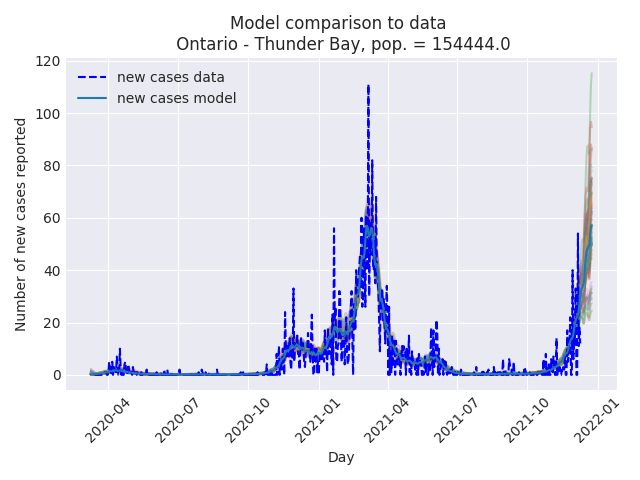 Model comparison to data
Ontario - Thunder Bay, pop. = 154444.0
new cases data
new cases model
Number of new cases reported
120
100
80
60
40
20
0
2020-04
2020-07
2020-10
2021-01
2021-04
2021-07
2021-10
2022-01
Day